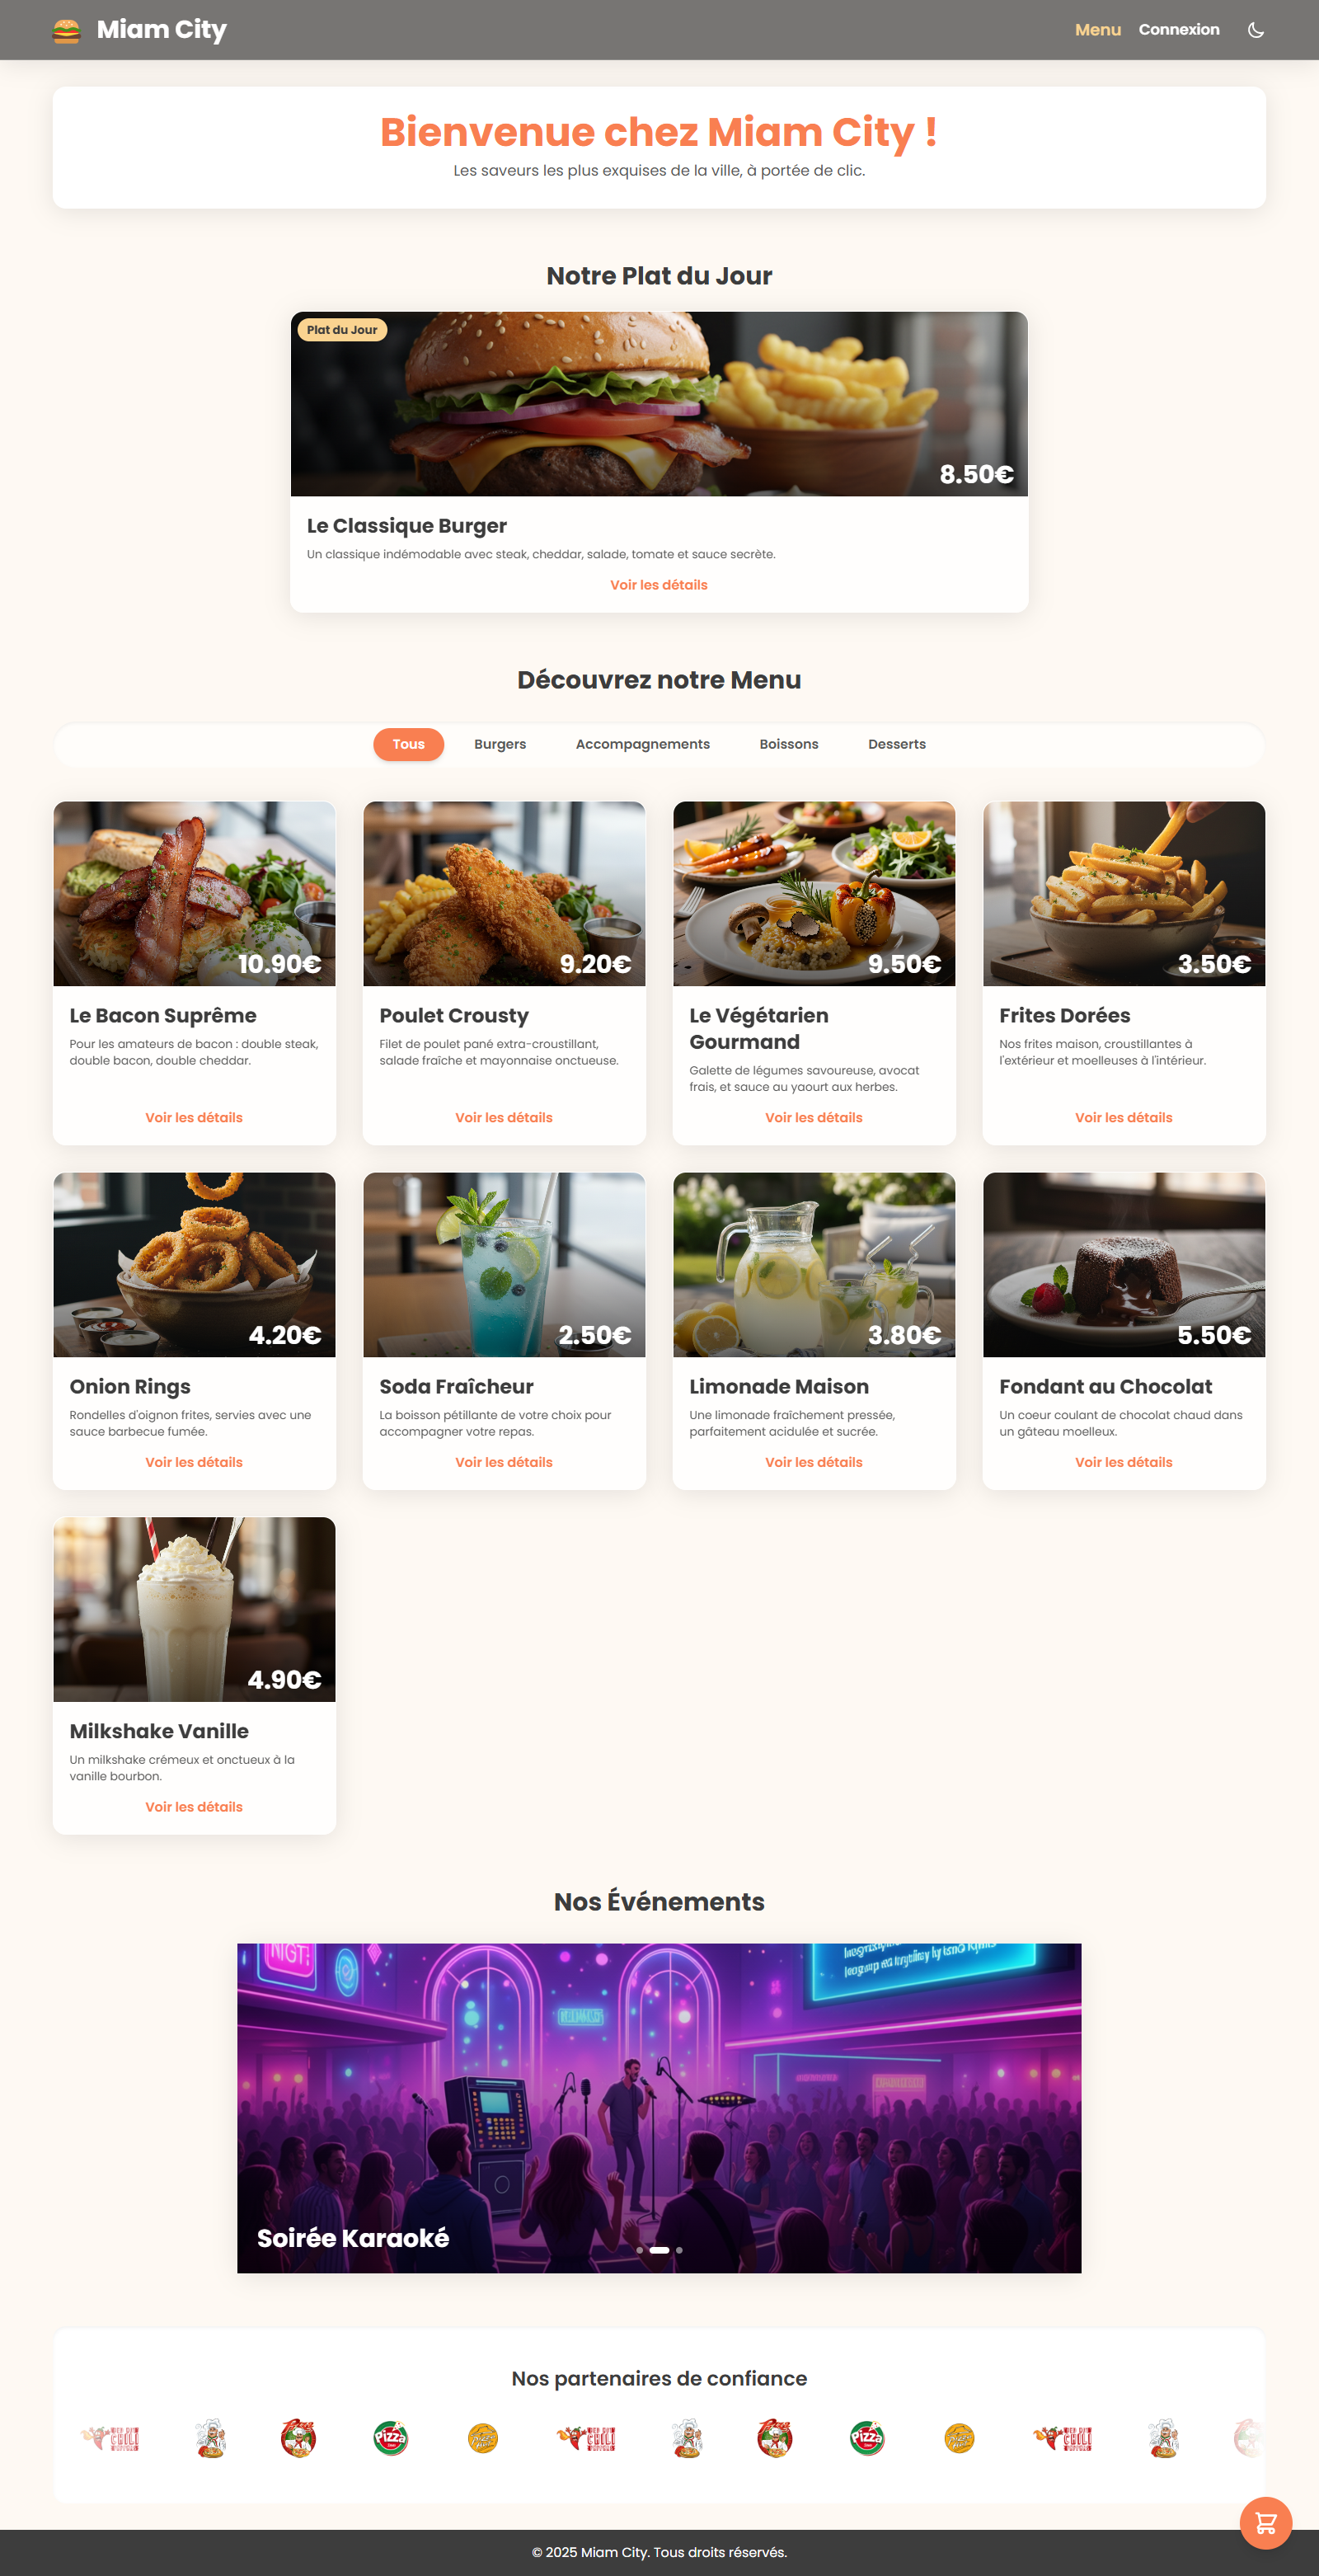 Miam City
Menu
Connexion
Bienvenue chez Miam City !
Les saveurs les plus exquises de la ville, à portée de clic.
Notre Plat du Jour
Plat du Jour
8.50€
Le Classique Burger
Un classique indémodable avec steak, cheddar, salade, tomate et sauce secrète.
Voir les détails
Découvrez notre Menu
Tous
Burgers
Accompagnements
Boissons
Desserts
10.90€
Le Bacon Suprême
Pour les amateurs de bacon : double steak,
double bacon, double cheddar.
Voir les détails
9.20€
Poulet Crousty
Filet de poulet pané extra-croustillant,
salade fraîche et mayonnaise onctueuse.
Voir les détails
9.50€
Le Végétarien
Gourmand
Galette de légumes savoureuse, avocat
frais, et sauce au yaourt aux herbes.
Voir les détails
3.50€
Frites Dorées
Nos frites maison, croustillantes à
l'extérieur et moelleuses à l'intérieur.
Voir les détails
4.20€
Onion Rings
Rondelles d'oignon frites, servies avec une
sauce barbecue fumée.
Voir les détails
2.50€
Soda Fraîcheur
La boisson pétillante de votre choix pour
accompagner votre repas.
Voir les détails
3.80€
Limonade Maison
Une limonade fraîchement pressée,
parfaitement acidulée et sucrée.
Voir les détails
5.50€
Fondant au Chocolat
Un coeur coulant de chocolat chaud dans
un gâteau moelleux.
Voir les détails
4.90€
Milkshake Vanille
Un milkshake crémeux et onctueux à la
vanille bourbon.
Voir les détails
Nos Événements
NIGT!
Soirée Karaoké
Nos partenaires de confiance
CHILI
Pizza
Pizza
CHILI
Pizza
Pizza
CHILI
© 2025 Miam City. Tous droits réservés.